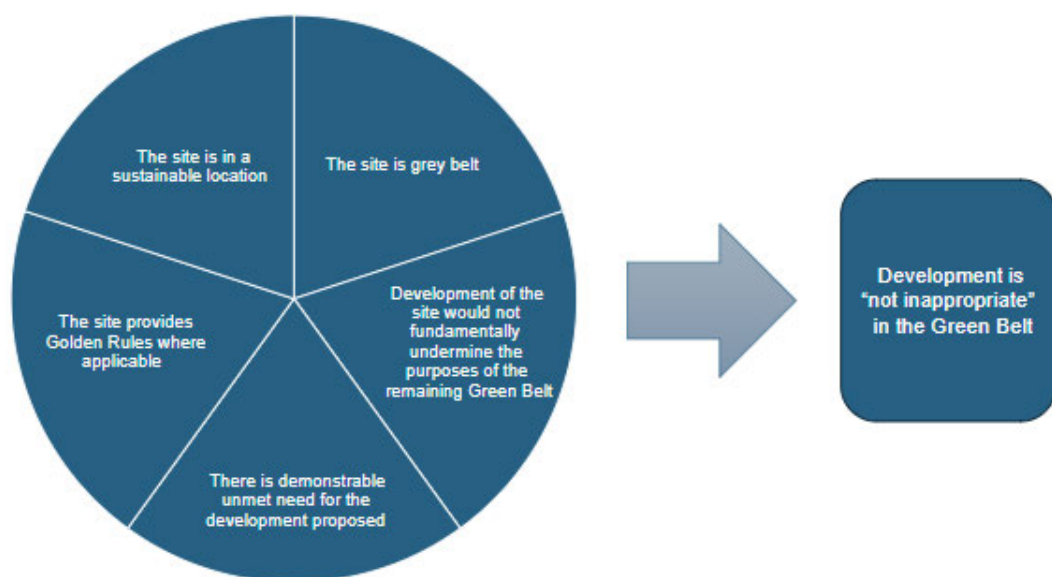 The site is in a
sustainable location
The site is grey belt
Development of the
site would not
fundamentally
undermine the
purposes of the
remaining Green Belt
There is demonstrable
unmet need for the
development proposed
The site provides
Golden Rules where
applicable
Development is
“not inappropriate”
in the Green Belt